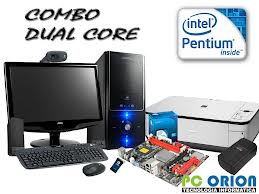 COMBO
DUAL CORE
intel
Pentium
inside
PC ORION
TECNOLOGIA INFORMATICA